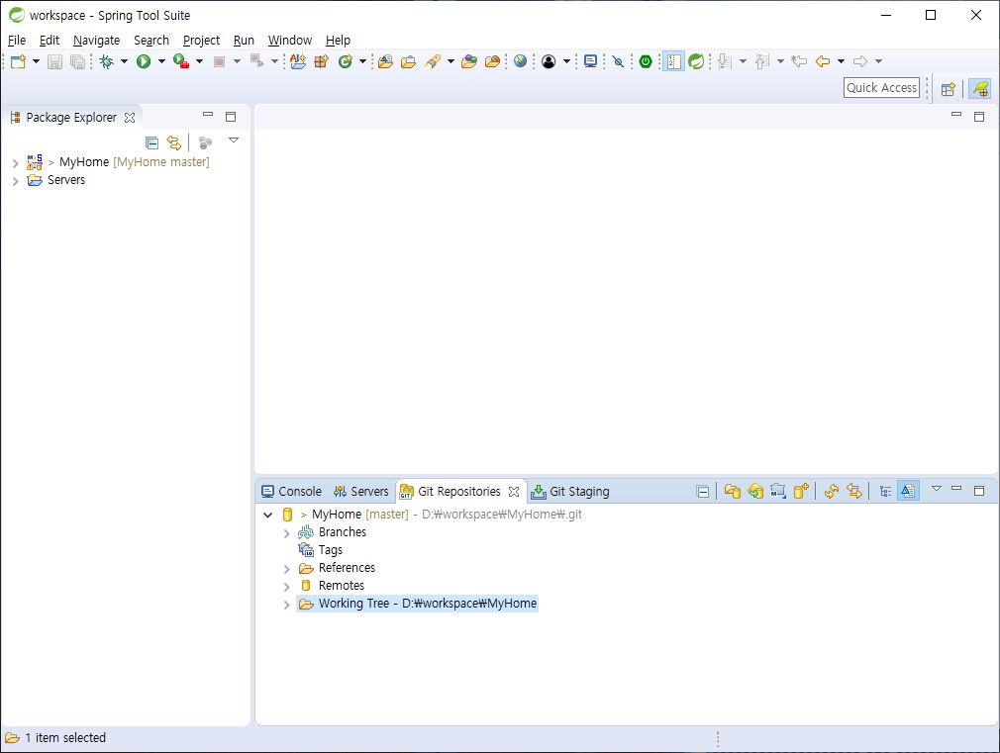 workspace - Spring Tool Suite
File Edit Navigate Search Project Run Window Help
Quick Access
Package Explorer
> MyHome [MyHome master]
Servers
Console Servers Git Repositories Git Staging
> MyHome [master] - D:₩workspace₩MyHome₩.git
Branches
Tags
References
Remotes
Working Tree - D:₩workspace₩MyHome
1 item selected